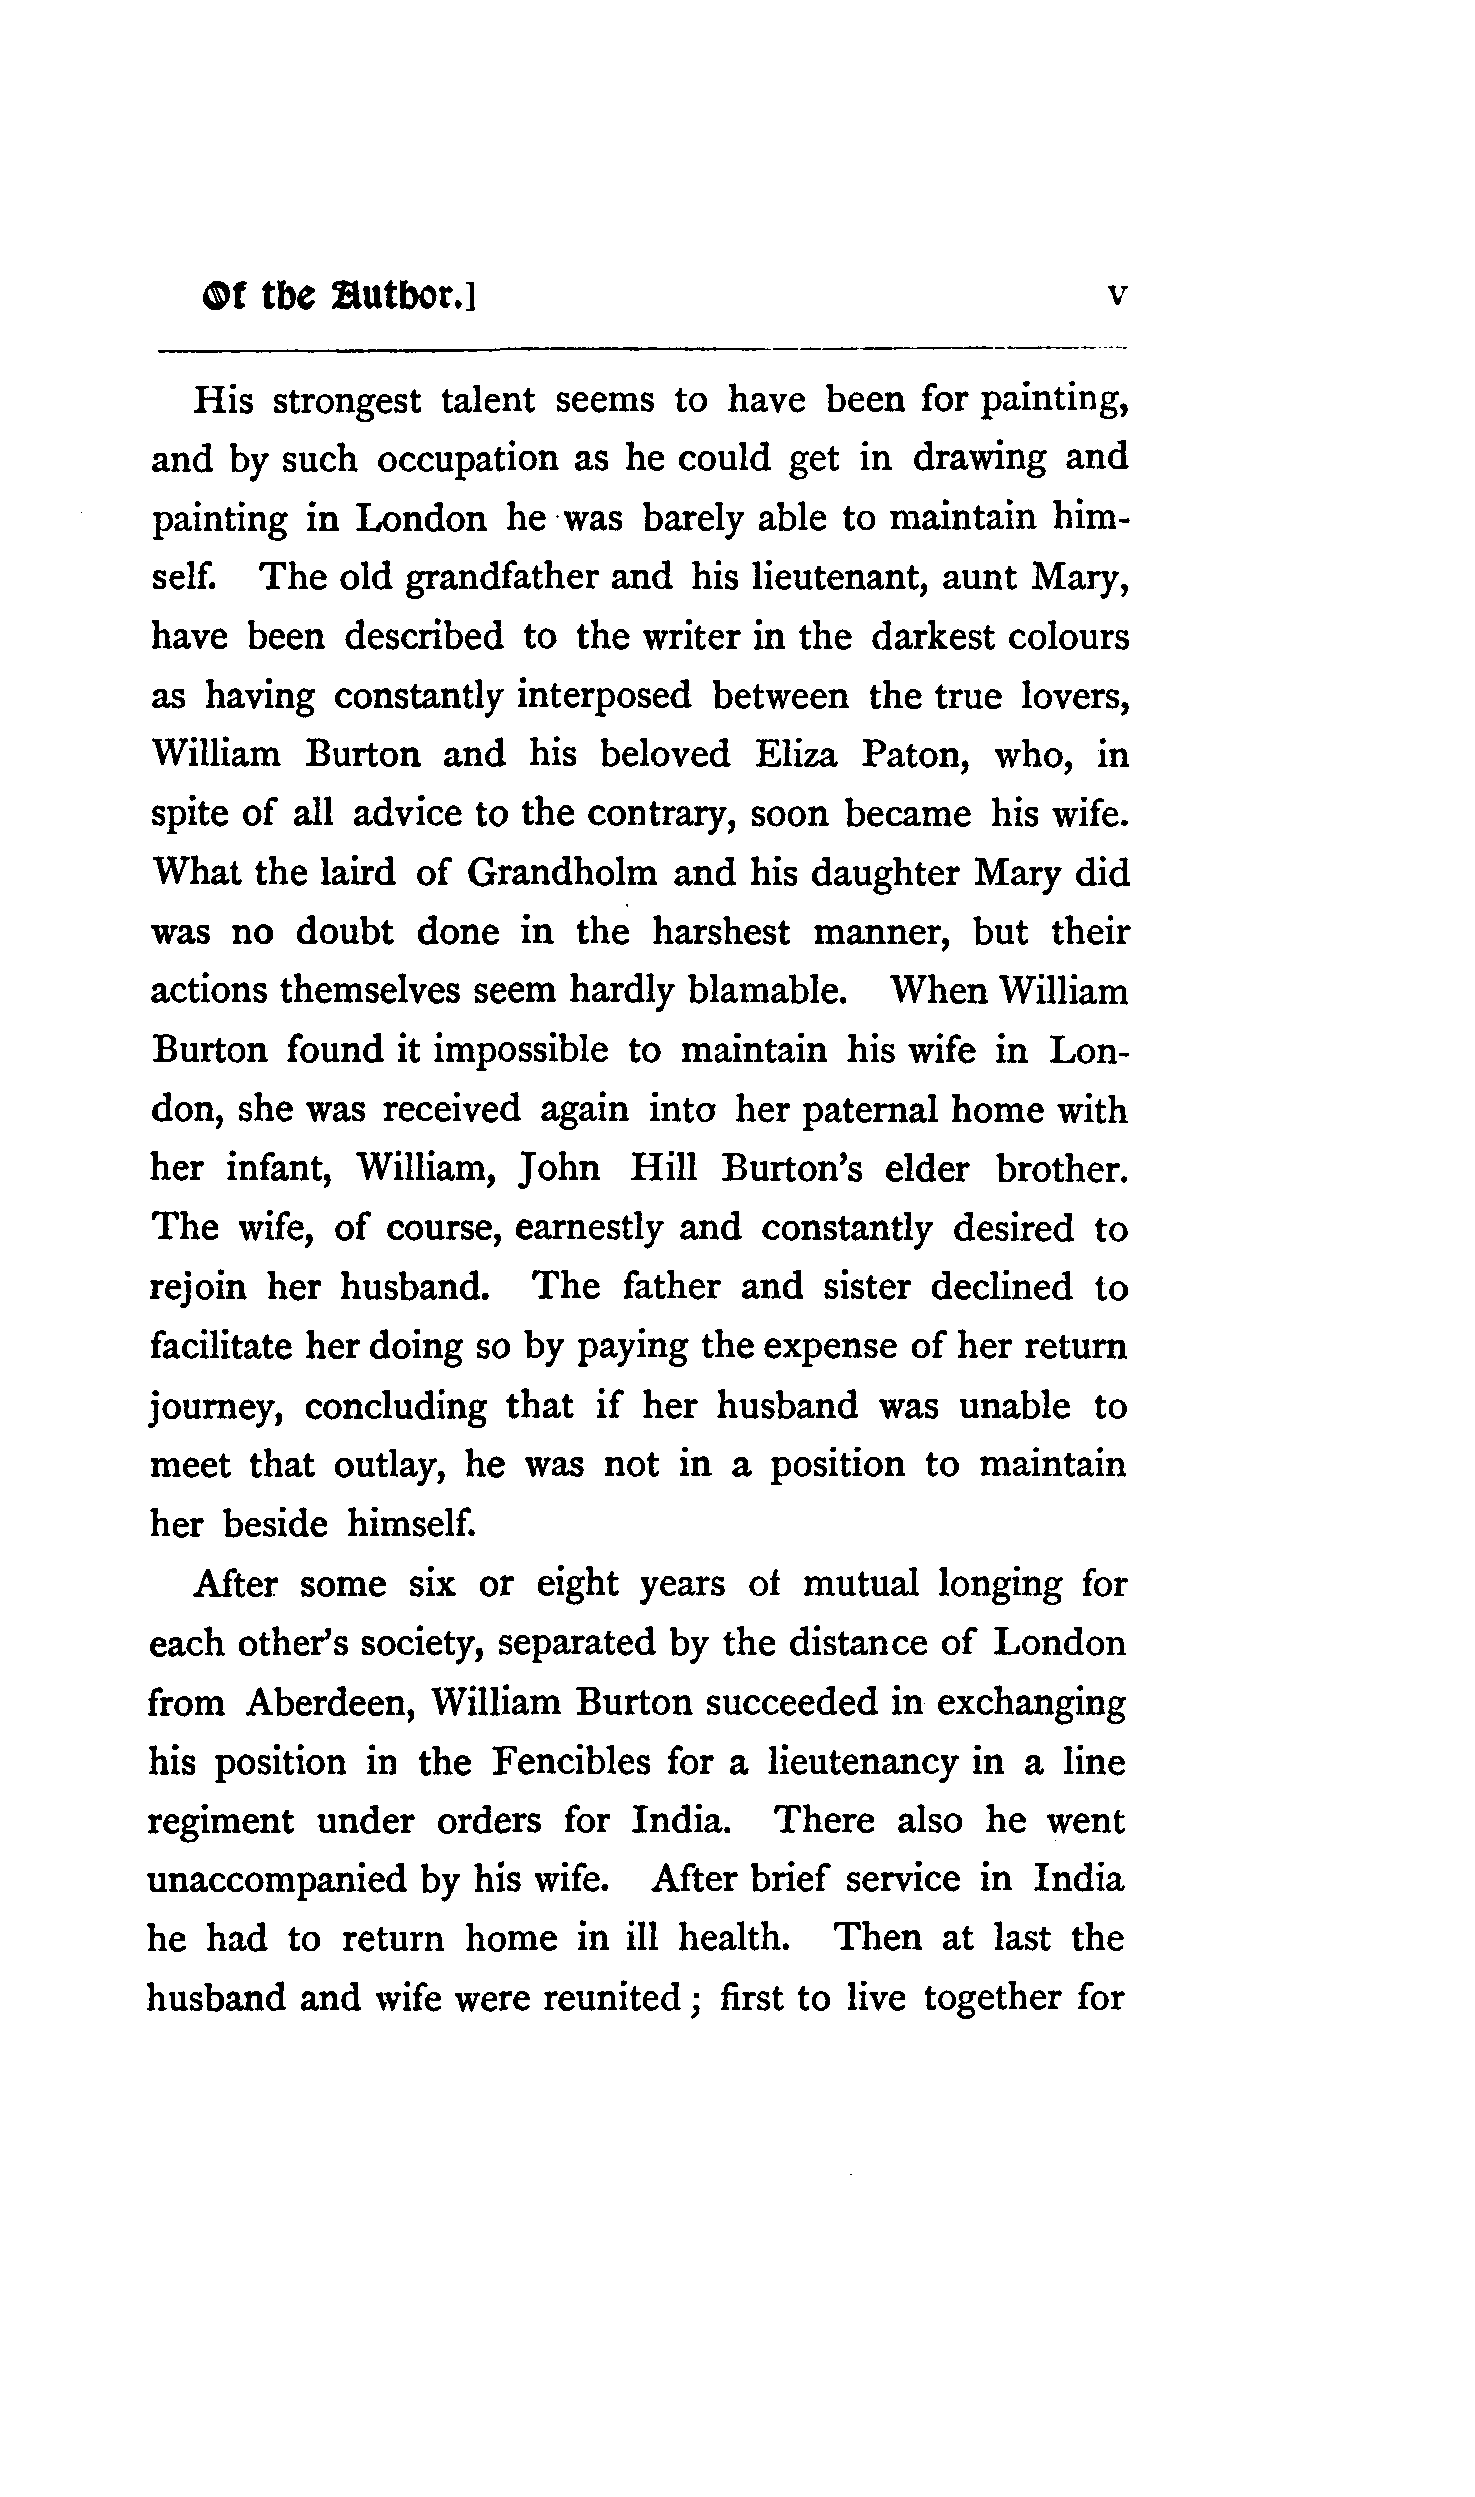 Of the Author.] v
His strongest talent seems to have been for painting,
and by such occupation as he could get in drawing and
painting in London he was barely able to maintain him-
self. The old grandfather and his lieutenant, aunt Mary,
have been described to the writer in the darkest colours
as having constantly interposed between the true lovers,
William Burton and his beloved Eliza Paton, who, in
spite of all advice to the contrary, soon became his wife.
What the laird of Grandholm and his daughter Mary did
was no doubt done in the harshest manner, but their
actions themselves seem hardly blamable. When William
Burton found it impossible to maintain his wife in Lon-
don, she was received again into her paternal home with
her infant, William, John Hill Burton's elder brother.
The wife, of course, earnestly and constantly desired to
rejoin her husband. The father and sister declined to
facilitate her doing so by paying the expense of her return
journey, concluding that if her husband was unable to
meet that outlay, he was not in a position to maintain
her beside himself.
After some six or eight years of mutual longing for
each other's society, separated by the distance of London
from Aberdeen, William Burton succeeded in exchanging
his position in the Fencibles for a lieutenancy in a line
regiment under orders for India. There also he went
unaccompanied by his wife. After brief service in India
he had to return home in ill health. Then at last the
husband and wife were reunited; first to live together for